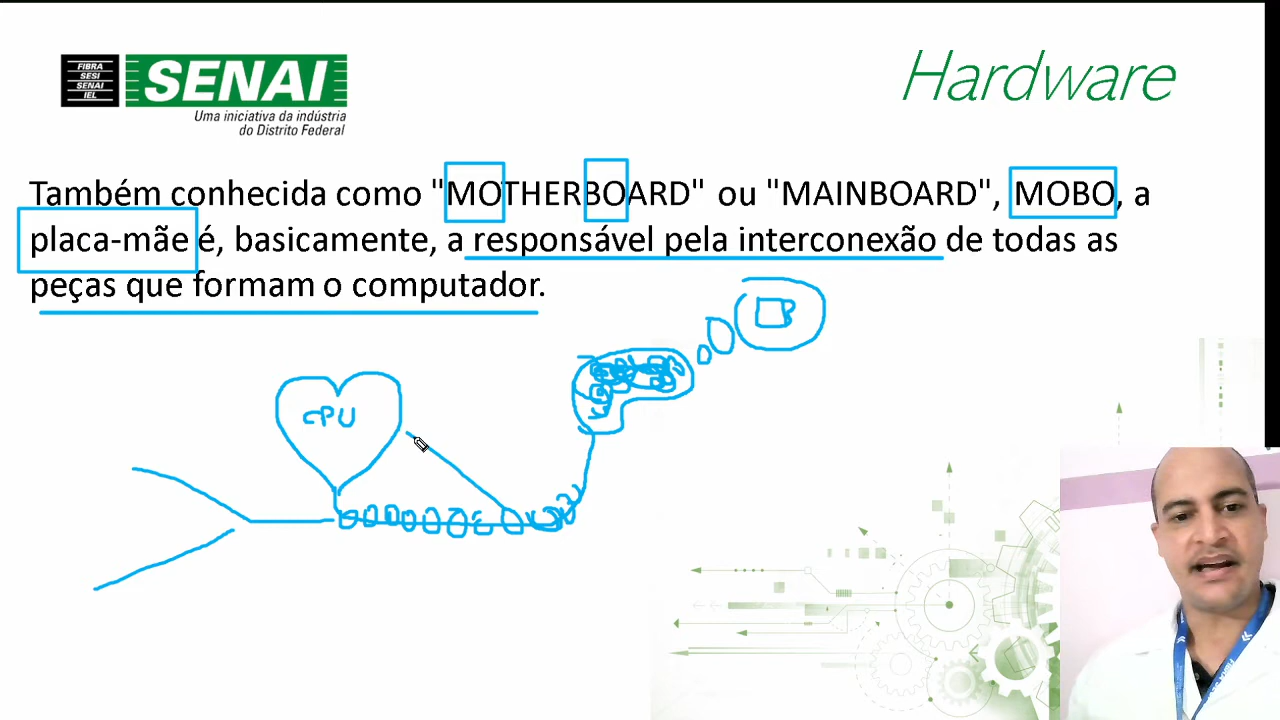 FIBRA
SESI
SENAI
IEL
SENAI
Uma iniciativa da indústria
do Distrito Federal
Hardware
Também conhecida como "MOTHERBOARD" ou "MAINBOARD", MOBO, a
placa-mãe é, basicamente, a responsável pela interconexão de todas as
peças que formam o computador.
CPU